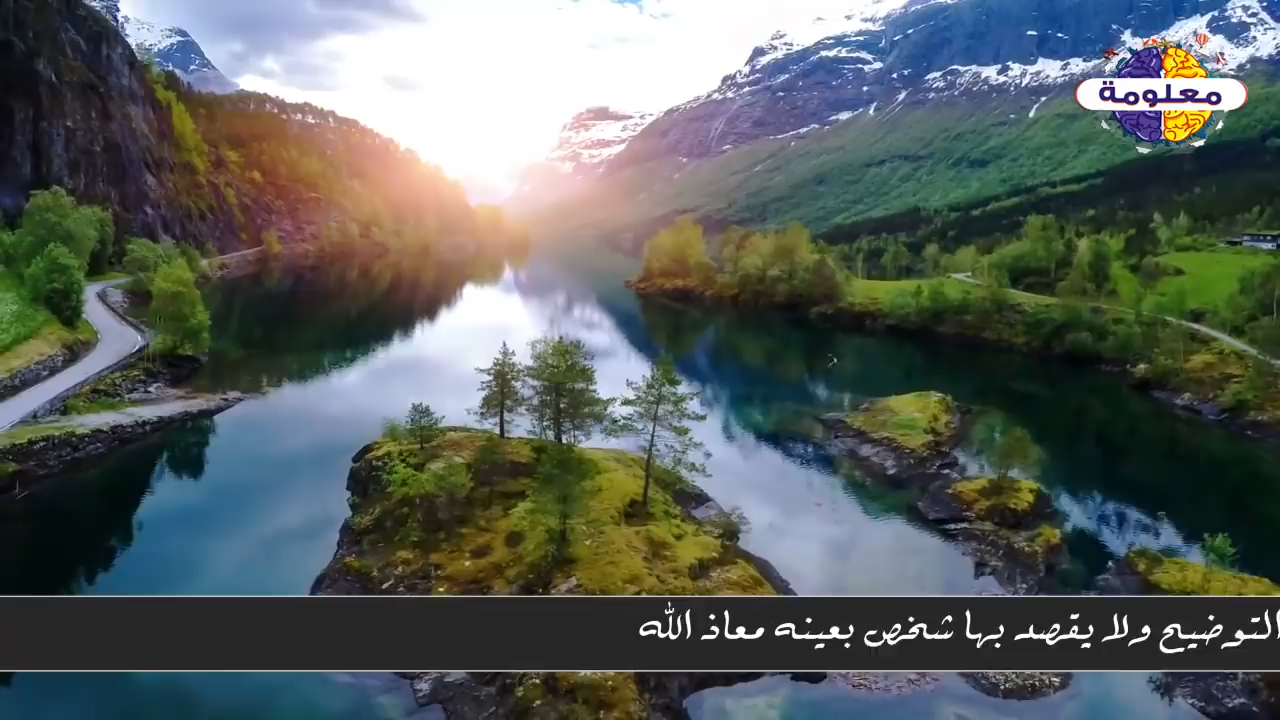 معلومة
التوضيح ولا يقصد بها شخص بعينه معاذ الله